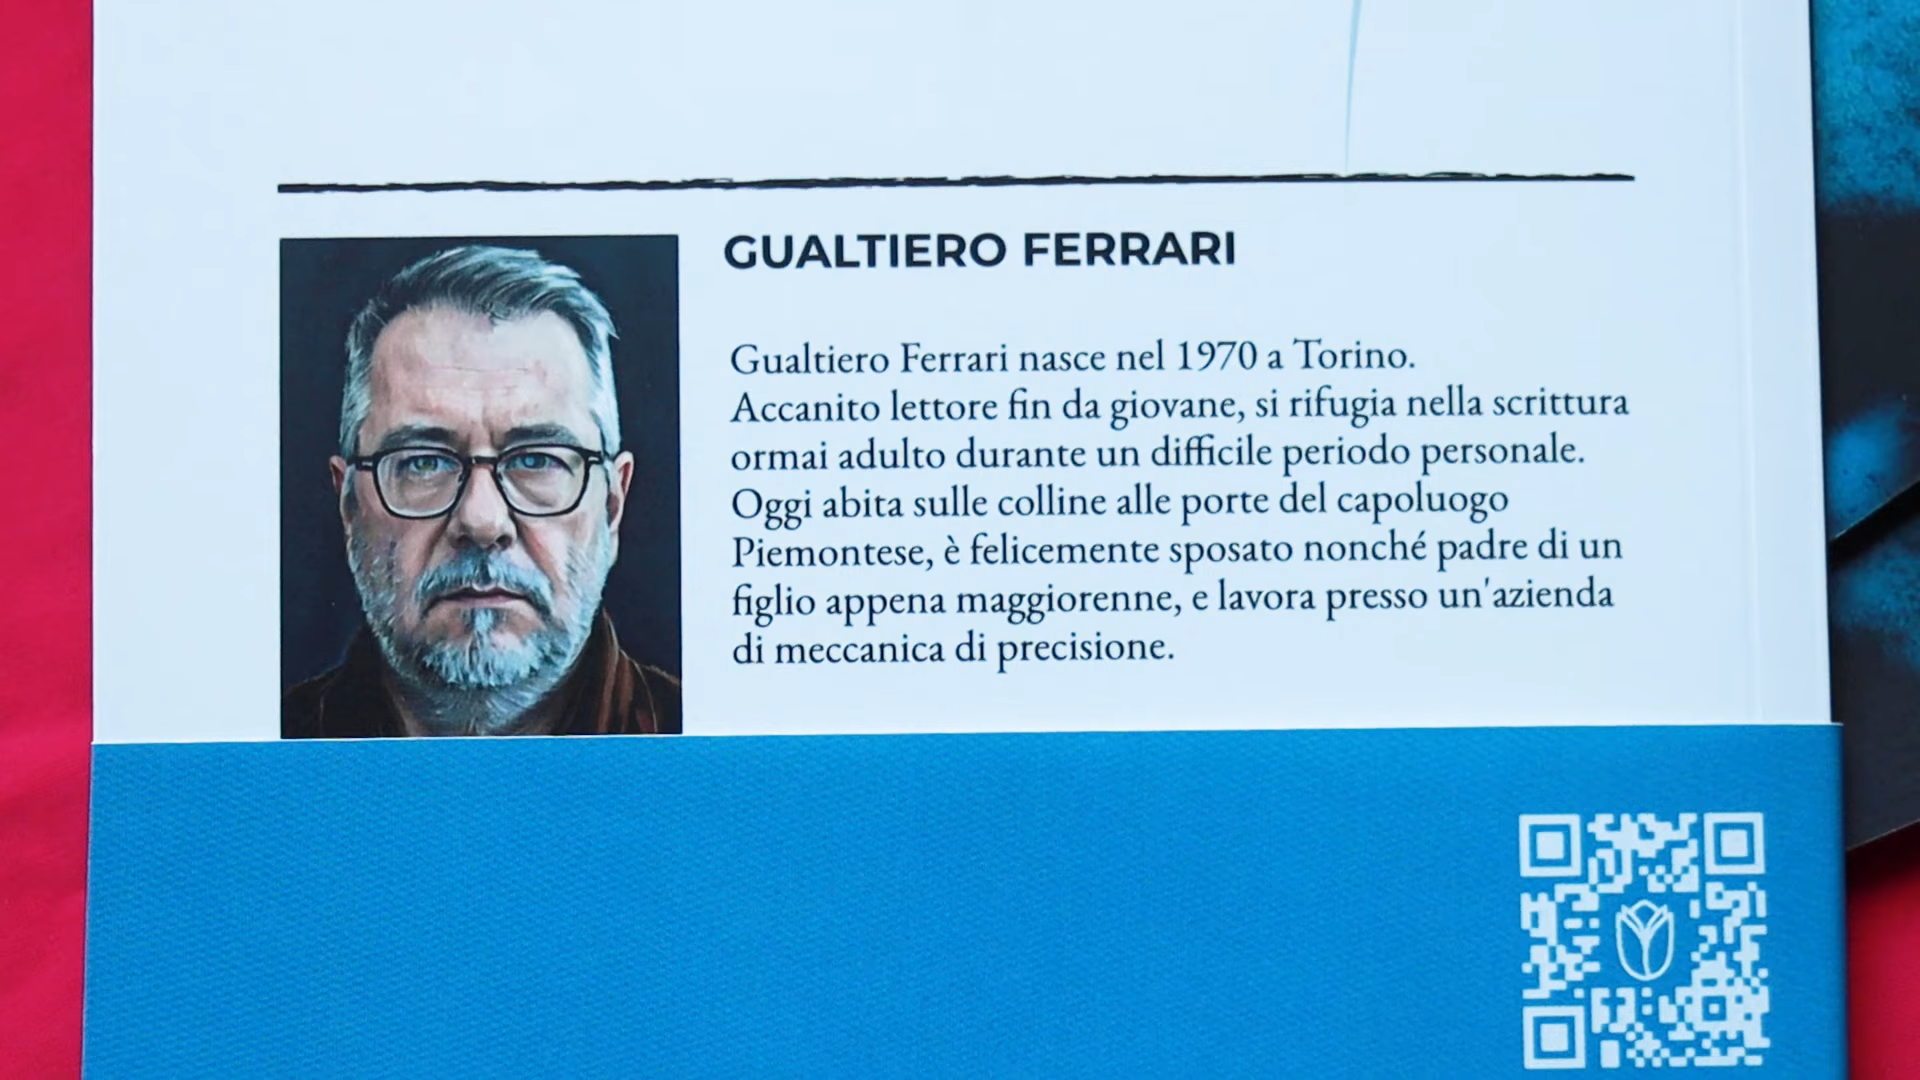 GUALTIERO FERRARI
Gualtiero Ferrari nasce nel 1970 a Torino.
Accanito lettore fin da giovane, si rifugia nella scrittura
ormai adulto durante un difficile periodo personale.
Oggi abita sulle colline alle porte del capoluogo
Piemontese, è felicemente sposato nonché padre di un
figlio appena maggiorenne, e lavora presso un'azienda
di meccanica di precisione.